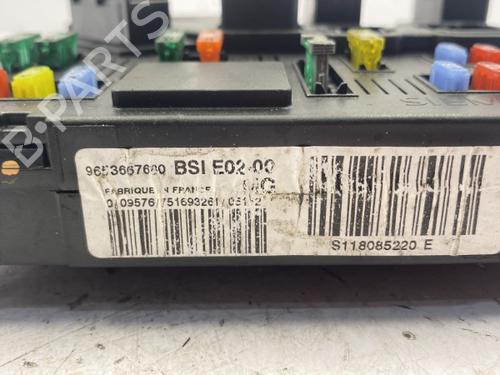 B-PARTS
9653667680 BSI E02-00
FABRIQUE EN FRANCE
S118085220 E